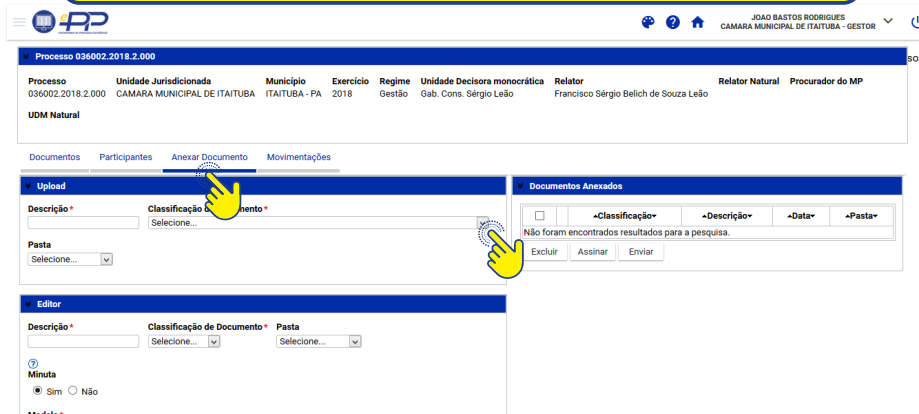 ePP
JOAO BASTOS RODRIGUES
CAMARA MUNICIPAL DE ITAITUBA - GESTOR
Processo 036002.2018.2.000
Processo Unidade Jurisdicionada Município Exercício Regime Unidade Decisora monocrática Relator Relator Natural Procurador do MP
036002.2018.2.000 CAMARA MUNICIPAL DE ITAITUBA ITAITUBA - PA 2018 Gestão Gab. Cons. Sérgio Leão Francisco Sérgio Belich de Souza Leão
UDM Natural
Documentos Participantes Anexar Documento Movimentações
Upload
Descrição * Classificação de
Selecione...
Pasta
Selecione...
Documentos Anexados
Classificação Descrição Data Pasta
Não foram encontrados resultados para a pesquisa.
Excluir Assinar Enviar
Editor
Descrição * Classificação de Documento * Pasta
Selecione... Selecione...
Minuta
Sim Não